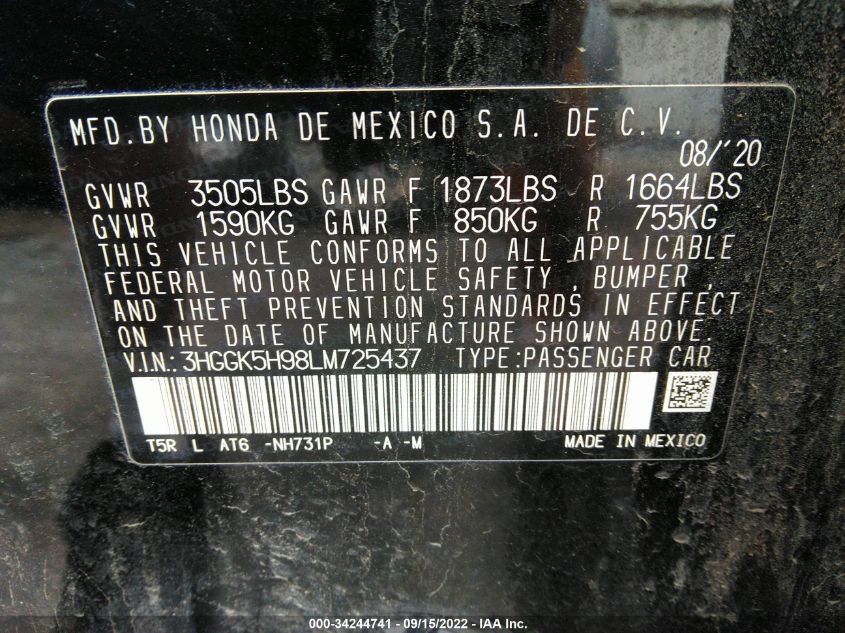 MFD.BY HONDA DE MEXICO S.A. DE C.V.
08/'20
GVWR 3505LBS GAWR F 1873LBS R 1664LBS
GVWR 1590KG GAWR F 850KG R 755KG
THIS VEHICLE CONFORMS TO ALL APPLICABLE
FEDERAL MOTOR VEHICLE SAFETY , BUMPER ,
AND THEFT PREVENTION STANDARDS IN EFFECT
ON THE DATE OF MANUFACTURE SHOWN ABOVE.
V.I.N.: 3HGGK5H98LM725437 TYPE:PASSENGER CAR
T5R L AT6 -NH731P -A -M MADE IN MEXICO
000-34244741 - 09/15/2022 - IAA Inc.